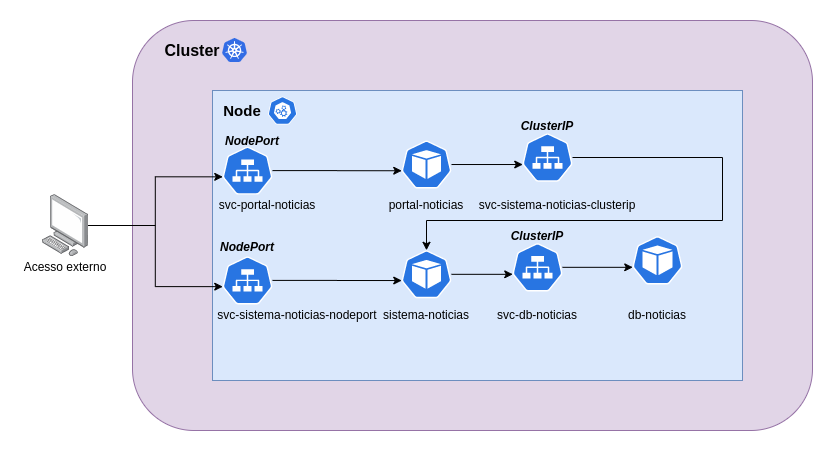 Cluster
Node
NodePort
ClusterIP
svc-portal-noticias
portal-noticias
svc-sistema-noticias-clusterip
Acesso externo
NodePort
ClusterIP
svc-sistema-noticias-nodeport
sistema-noticias
svc-db-noticias
db-noticias